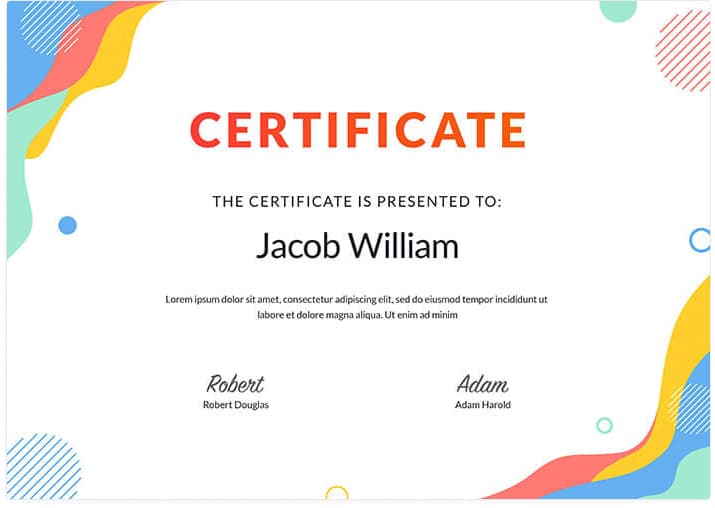 CERTIFICATE
THE CERTIFICATE IS PRESENTED TO:
Jacob William
Lorem ipsum dolor sit amet, consectetur adipiscing elit, sed do eiusmod tempor incididunt ut
labore et dolore magna aliqua. Ut enim ad minim
Robert Adam
Robert Douglas Adam Harold